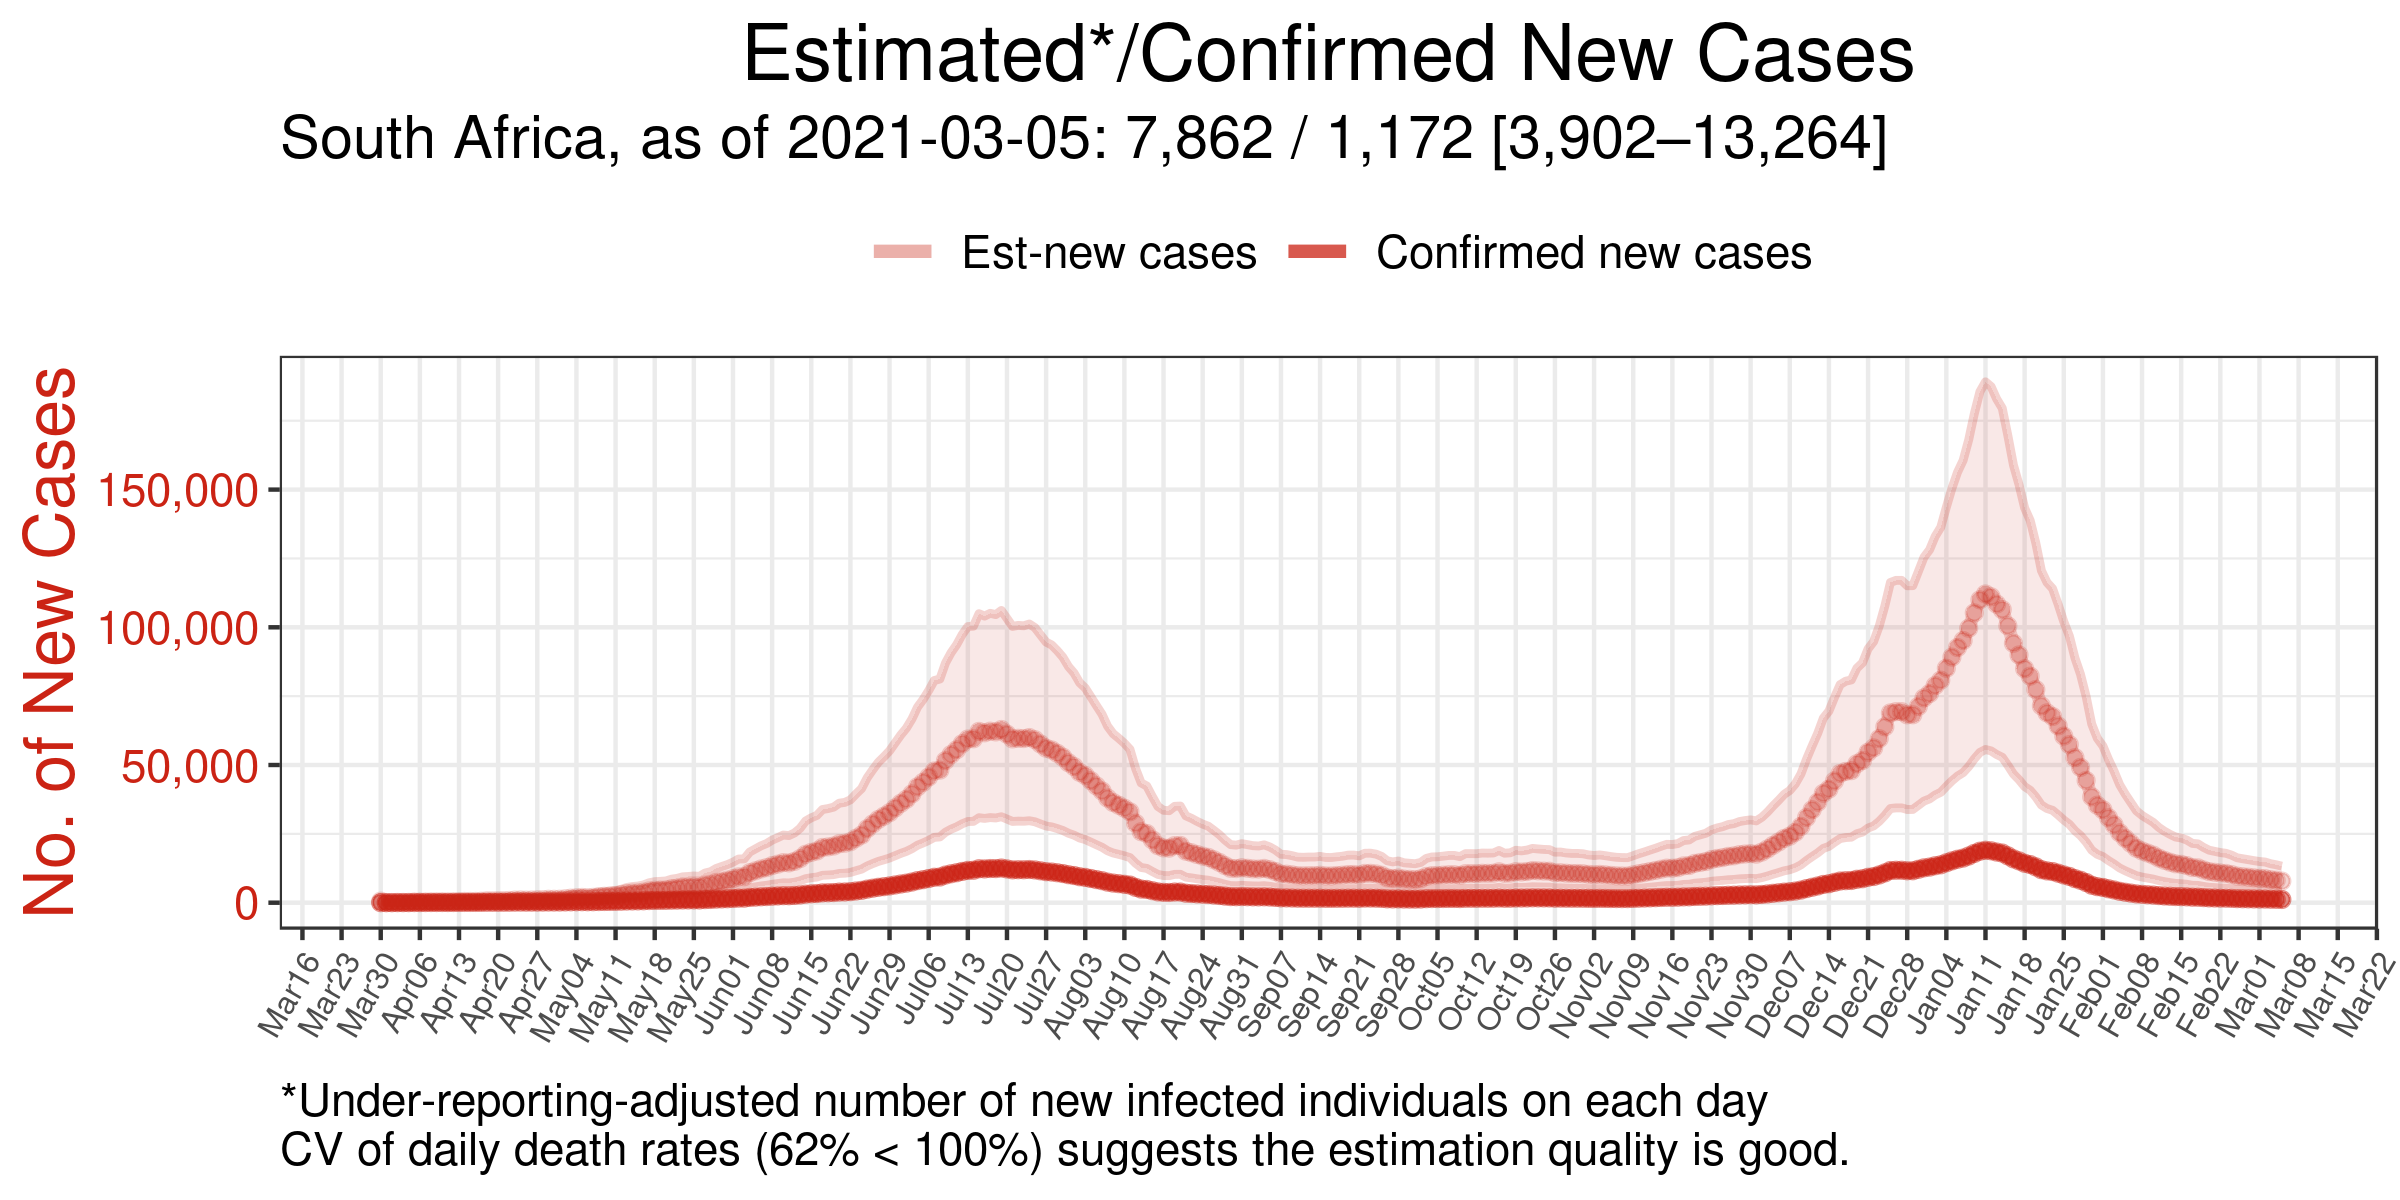 Estimated*/Confirmed New Cases
South Africa, as of 2021-03-05: 7,862 / 1,172 [3,902–13,264]
Est-new cases Confirmed new cases
No. of New Cases
150,000
100,000
50,000
0
Mar16 Mar23 Mar30 Apr06 Apr13 Apr20 Apr27 May04 May11 May18 May25 Jun01 Jun08 Jun15 Jun22 Jun29 Jul06 Jul13 Jul20 Jul27 Aug03 Aug10 Aug17 Aug24 Aug31 Sep07 Sep14 Sep21 Sep28 Oct05 Oct12 Oct19 Oct26 Nov02 Nov09 Nov16 Nov23 Nov30 Dec07 Dec14 Dec21 Dec28 Jan04 Jan11 Jan18 Jan25 Feb01 Feb08 Feb15 Feb22 Mar01 Mar08 Mar15 Mar22
*Under-reporting-adjusted number of new infected individuals on each day
CV of daily death rates (62% < 100%) suggests the estimation quality is good.